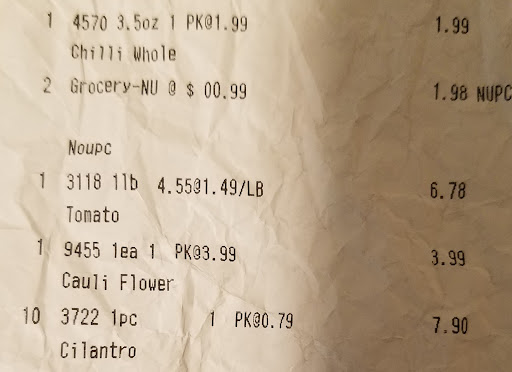 1 4570 3.5oz 1 PK@1.99 1.99
Chilli Whole
2 Grocery-NU @ $ 00.99 1.98 NUPC
Noupc
1 3118 1lb 4.55@1.49/LB 6.78
Tomato
1 9455 1ea 1 PK@3.99 3.99
Cauli Flower
10 3722 1pc 1 PK@0.79 7.90
Cilantro